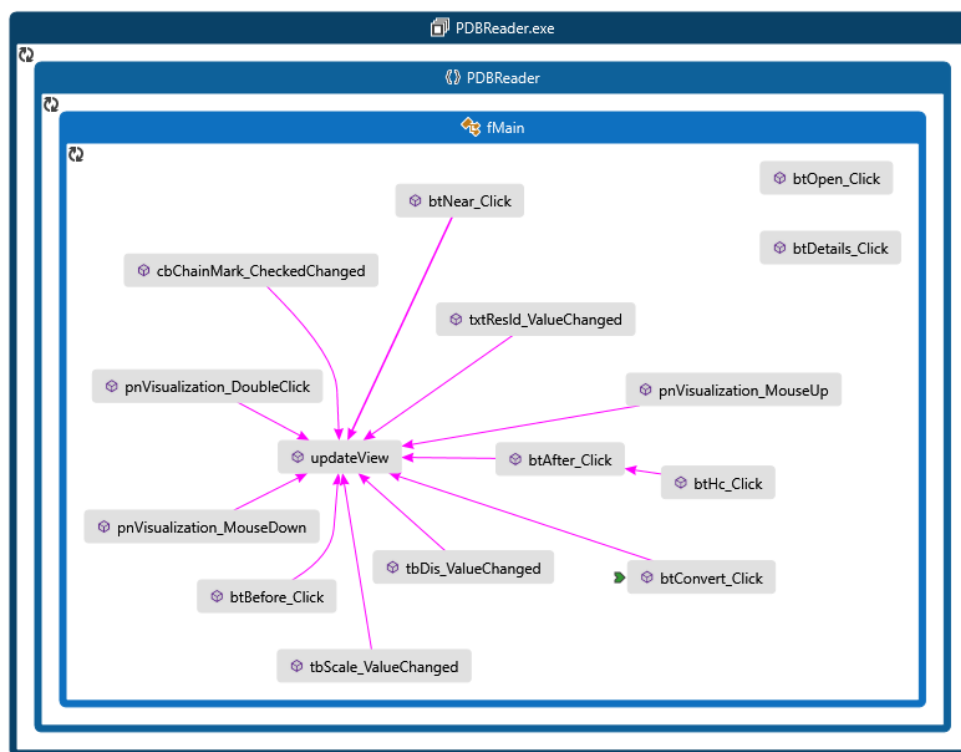 PDBReader.exe
PDBReader
fMain
btOpen_Click
btNear_Click
btDetails_Click
cbChainMark_CheckedChanged
txtResId_ValueChanged
pnVisualization_DoubleClick
pnVisualization_MouseUp
updateView
btAfter_Click
btHc_Click
pnVisualization_MouseDown
tbDis_ValueChanged
btConvert_Click
btBefore_Click
tbScale_ValueChanged